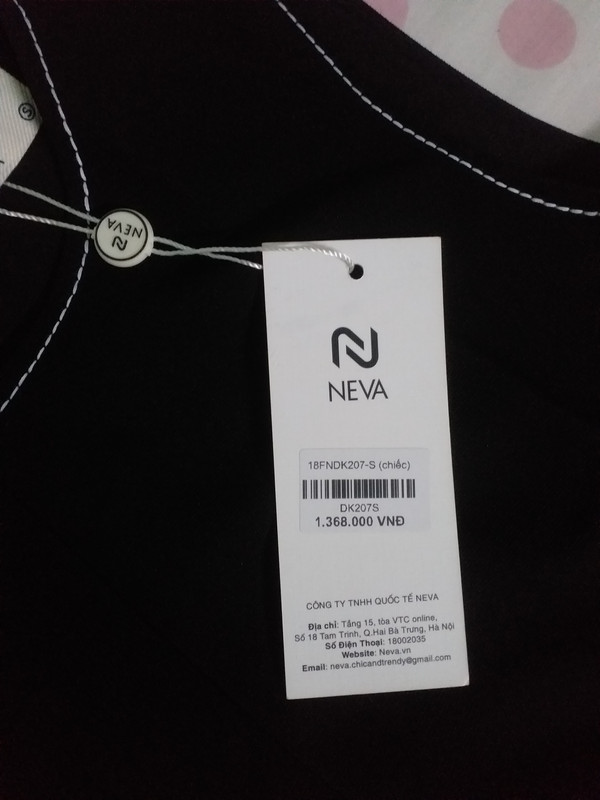 S
NEVA
NEVA
18FNDK207-S (chiếc)
DK207S
1.368.000 VNĐ
CÔNG TY TNHH QUỐC TẾ NEVA
Địa chỉ: Tầng 15, tòa VTC online,
Số 18 Tam Trinh, Q.Hai Bà Trưng, Hà Nội
Số Điện Thoại: 18002035
Website: Neva.vn
Email: neva.chicandtrendy@gmail.com